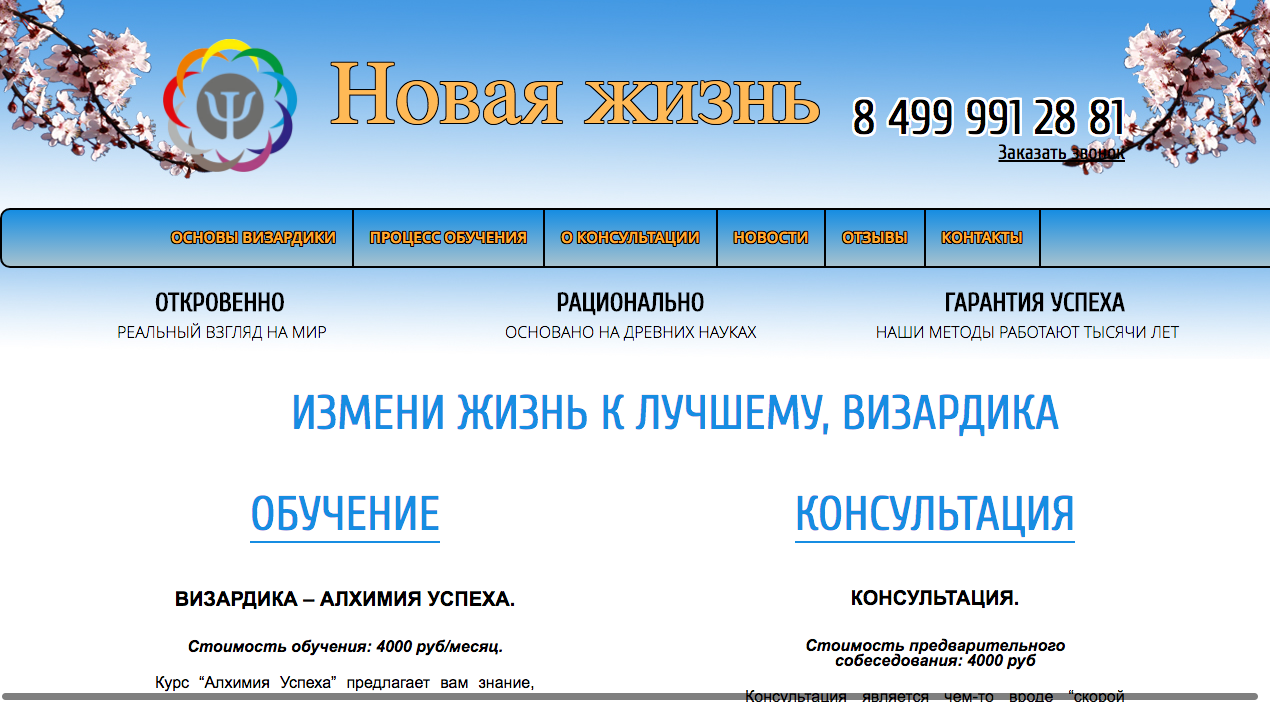 Ψ
Новая жизнь
8 499 991 28 81
Заказать звонок
ОСНОВЫ ВИЗАРДИКИ ПРОЦЕСС ОБУЧЕНИЯ О КОНСУЛЬТАЦИИ НОВОСТИ ОТЗЫВЫ КОНТАКТЫ
ОТКРОВЕННО РАЦИОНАЛЬНО ГАРАНТИЯ УСПЕХА
РЕАЛЬНЫЙ ВЗГЛЯД НА МИР ОСНОВАНО НА ДРЕВНИХ НАУКАХ НАШИ МЕТОДЫ РАБОТАЮТ ТЫСЯЧИ ЛЕТ
ИЗМЕНИ ЖИЗНЬ К ЛУЧШЕМУ, ВИЗАРДИКА
ОБУЧЕНИЕ
ВИЗАРДИКА – АЛХИМИЯ УСПЕХА.
Стоимость обучения: 4000 руб/месяц.
Курс “Алхимия Успеха” предлагает вам знание,
КОНСУЛЬТАЦИЯ
КОНСУЛЬТАЦИЯ.
Стоимость предварительного
собеседования: 4000 руб
Консультация является чем-то вроде “скорой